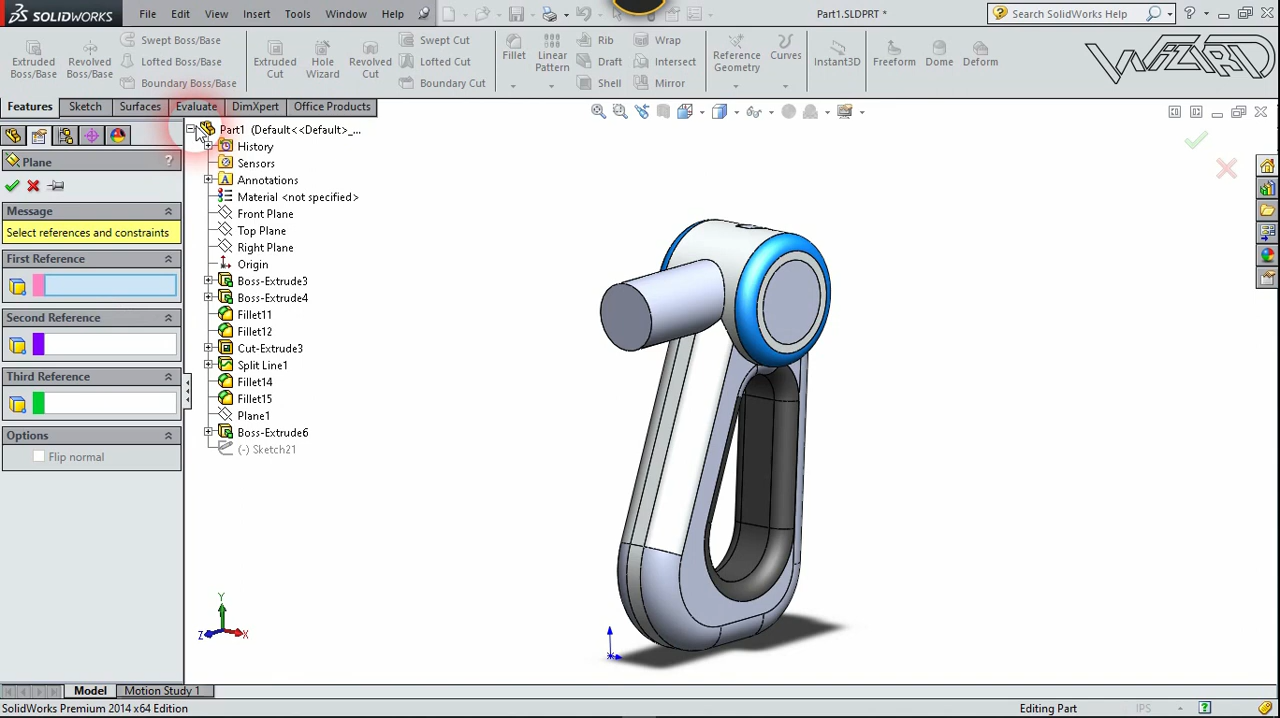 SOLIDWORKS File Edit View Insert Tools Window Help Part1.SLDPRT * Search SolidWorks Help
Extruded Boss/Base
Revolved Boss/Base
Swept Boss/Base
Lofted Boss/Base
Boundary Boss/Base
Extruded Cut
Hole Wizard
Revolved Cut
Swept Cut
Lofted Cut
Boundary Cut
Fillet
Linear Pattern
Rib
Draft
Shell
Wrap
Intersect
Mirror
Reference Geometry
Curves
Instant3D
Freeform
Dome
Deform
WIZARD
Features Sketch Surfaces Evaluate DimXpert Office Products
Plane ?
Message
Select references and constraints
First Reference
Second Reference
Third Reference
Options
Flip normal
Part1 (Default<<Default>_...
History
Sensors
Annotations
Material <not specified>
Front Plane
Top Plane
Right Plane
Origin
Boss-Extrude3
Boss-Extrude4
Fillet11
Fillet12
Cut-Extrude3
Split Line1
Fillet14
Fillet15
Plane1
Boss-Extrude6
(-) Sketch21
Y
Z X
Model Motion Study 1
SolidWorks Premium 2014 x64 Edition Editing Part IPS